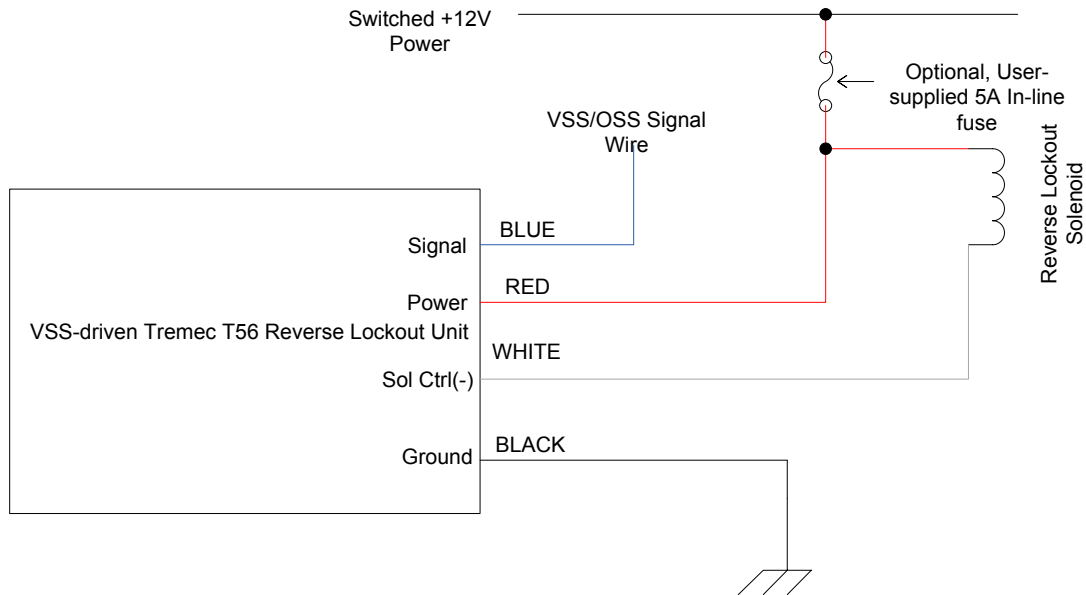 Switched +12V
Power
Optional, User-
supplied 5A In-line
fuse
VSS/OSS Signal
Wire
Reverse Lockout
Solenoid
Signal
BLUE
Power
RED
VSS-driven Tremec T56 Reverse Lockout Unit
WHITE
Sol Ctrl(-)
Ground
BLACK